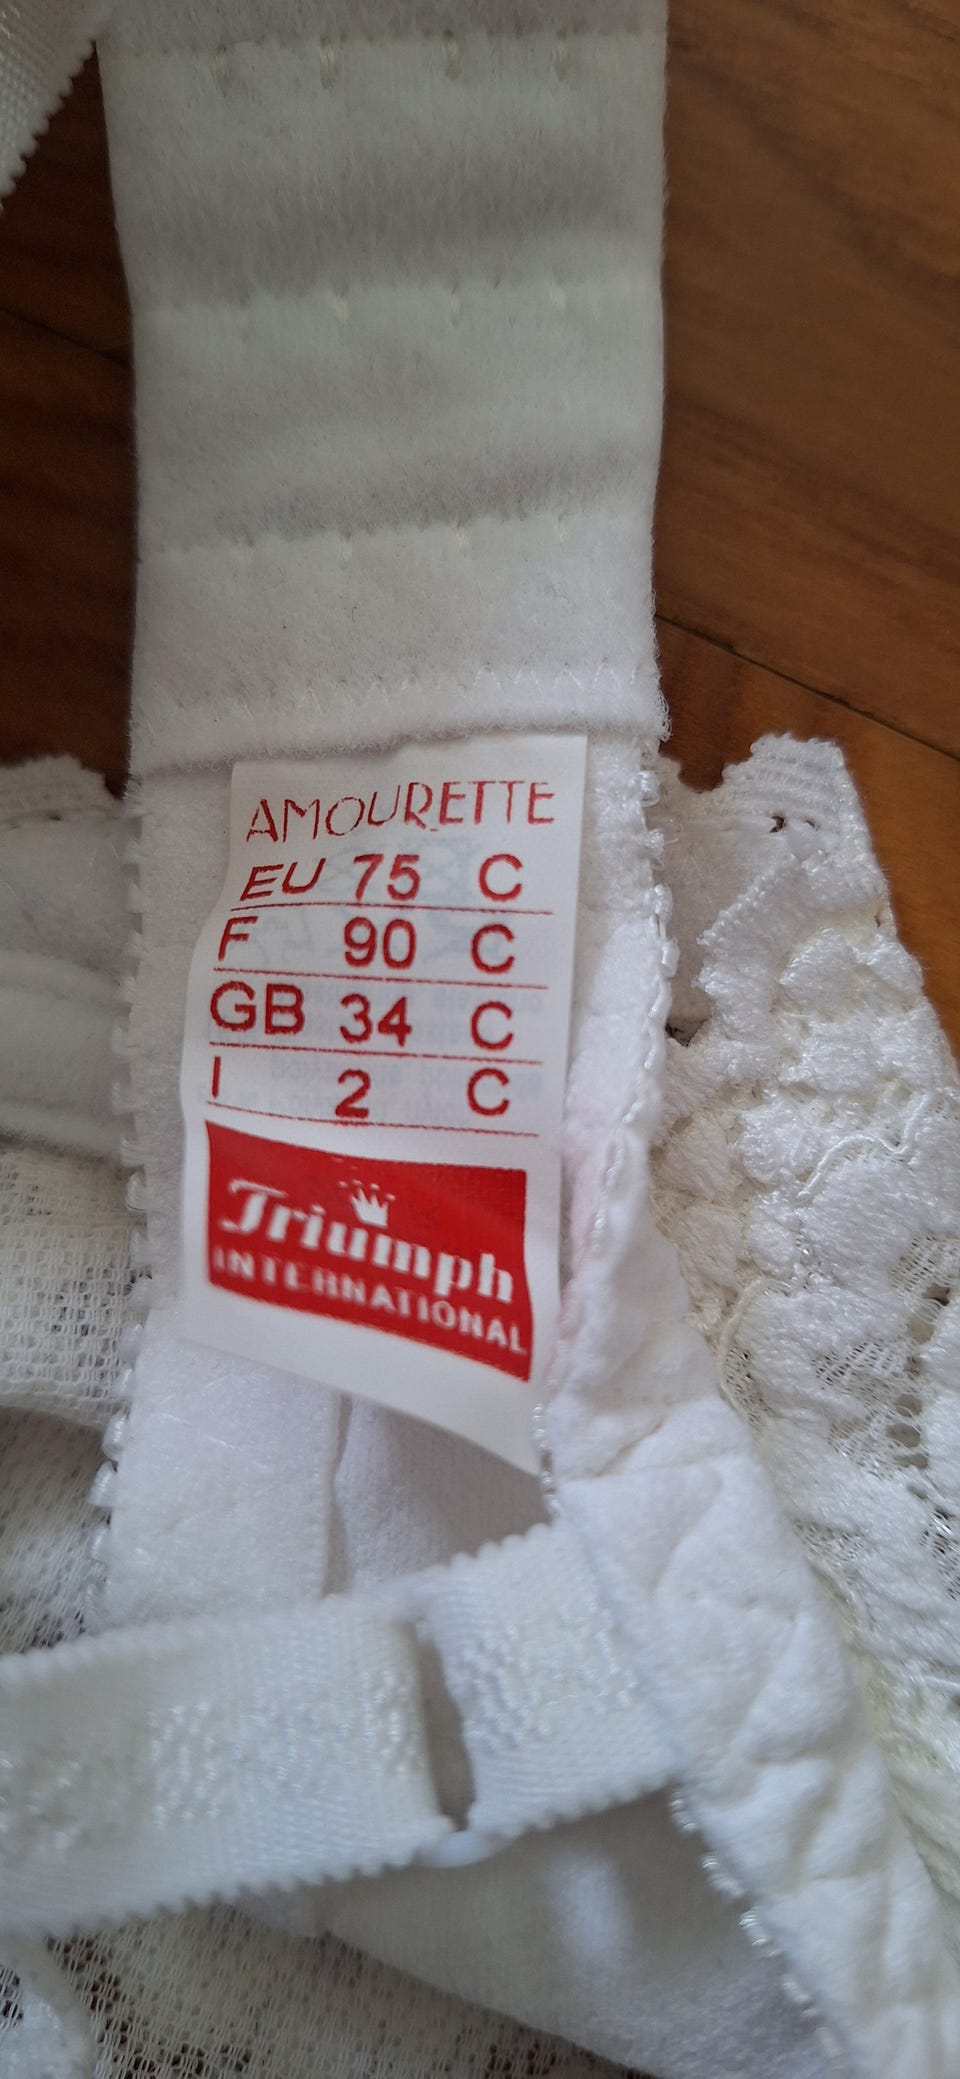 AMOURETTE
EU 75 C
F 90 C
GB 34 C
I 2 C
Triumph
INTERNATIONAL